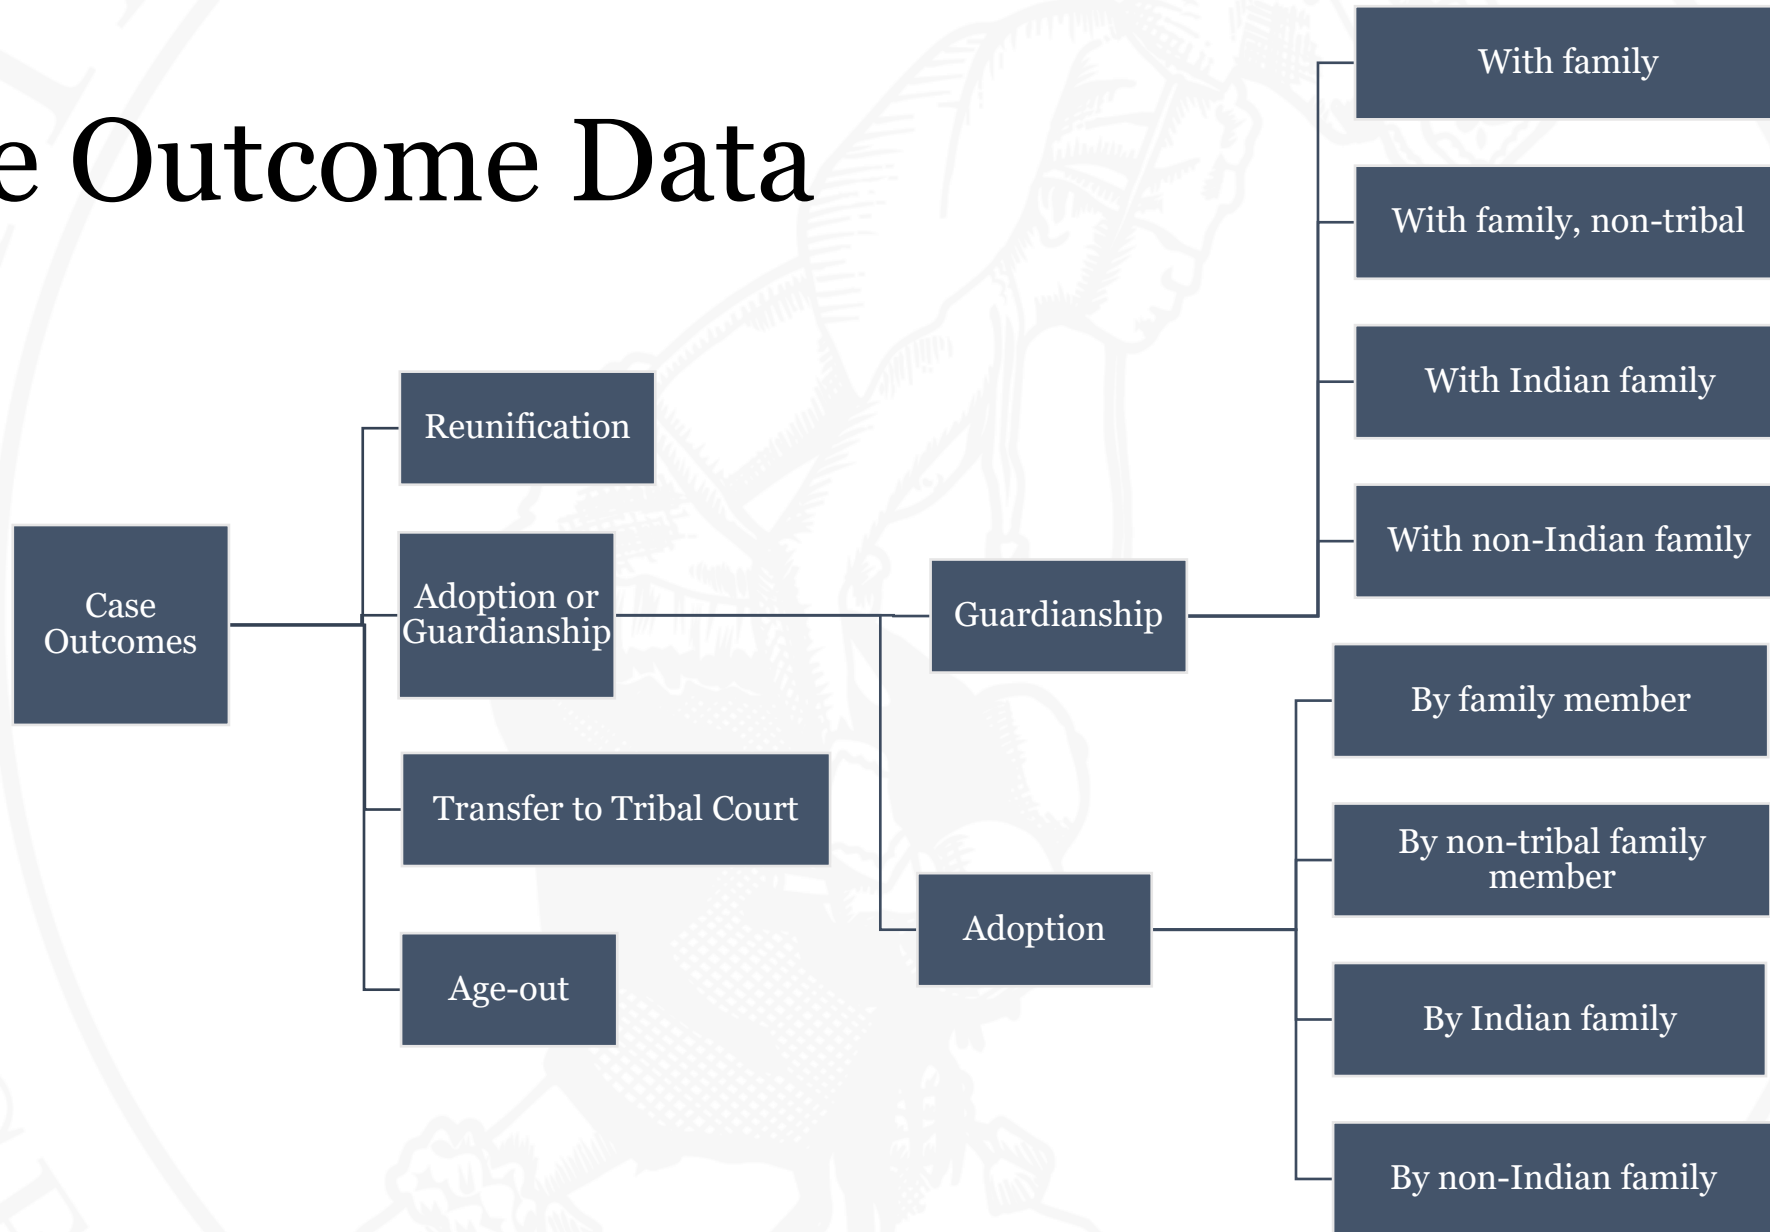 e Outcome Data
Case
Outcomes
Reunification
Adoption or
Guardianship
Transfer to Tribal Court
Age-out
Guardianship
Adoption
With family
With family, non-tribal
With Indian family
With non-Indian family
By family member
By non-tribal family
member
By Indian family
By non-Indian family